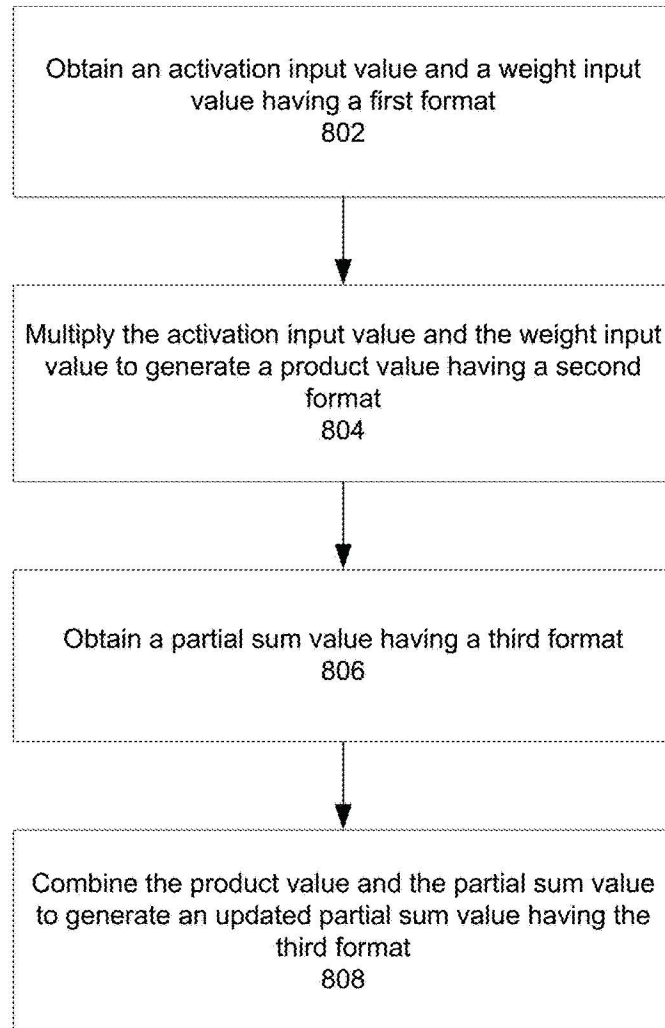 Obtain an activation input value and a weight input
value having a first format
802
Multiply the activation input value and the weight input
value to generate a product value having a second
format
804
Obtain a partial sum value having a third format
806
Combine the product value and the partial sum value
to generate an updated partial sum value having the
third format
808